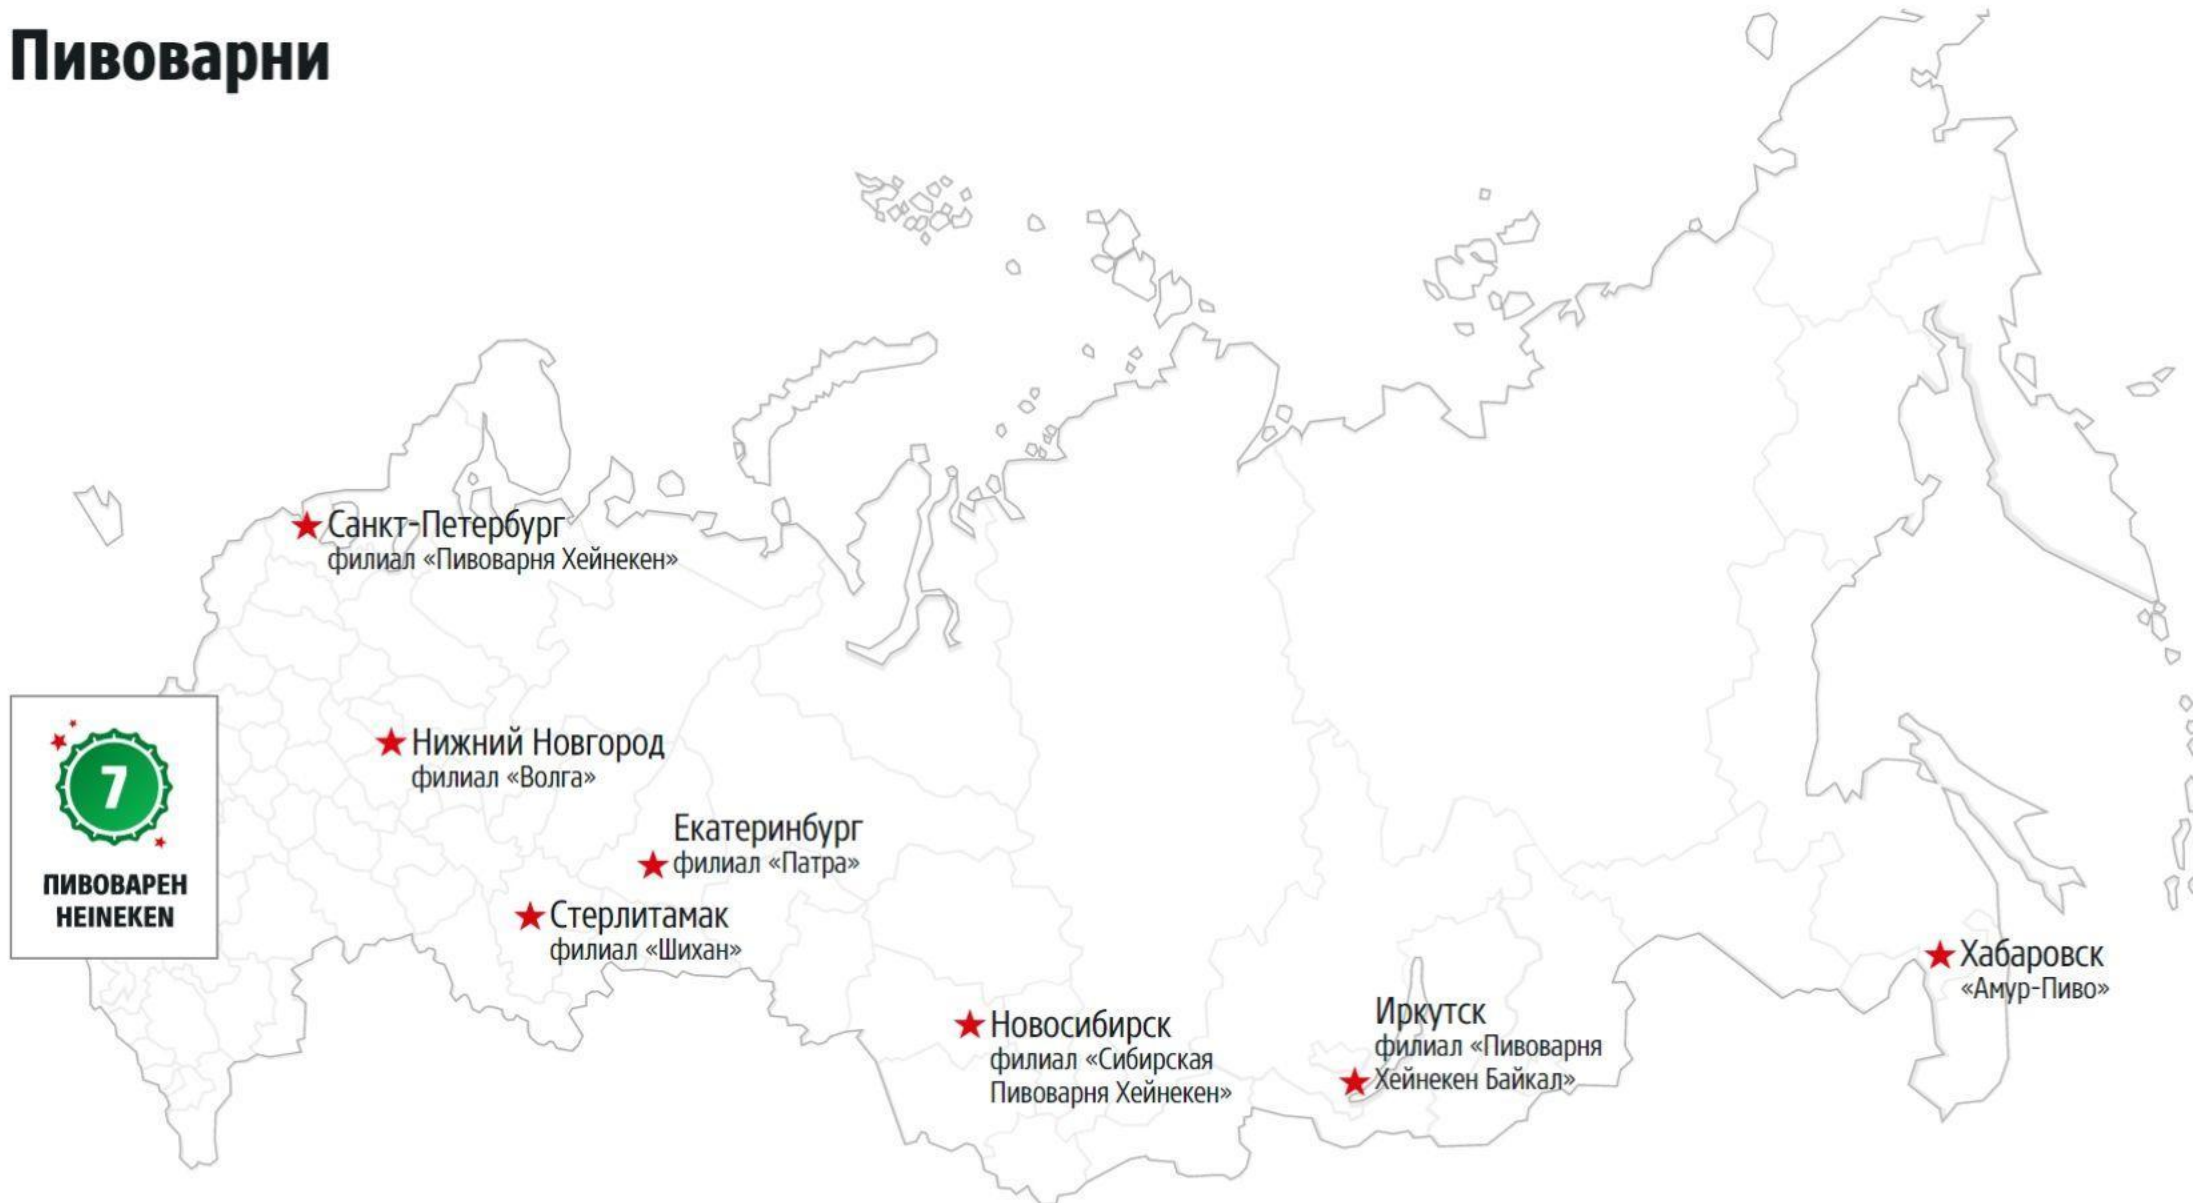 Пивоварни
Санкт-Петербург
филиал «Пивоварня Хейнекен»
Нижний Новгород
филиал «Волга»
7
ПИВОВАРЕН
HEINEKEN
Екатеринбург
филиал «Патра»
Стерлитамак
филиал «Шихан»
Новосибирск
филиал «Сибирская
Пивоварня Хейнекен»
Иркутск
филиал «Пивоварня
Хейнекен Байкал»
Хабаровск
«Амур-Пиво»